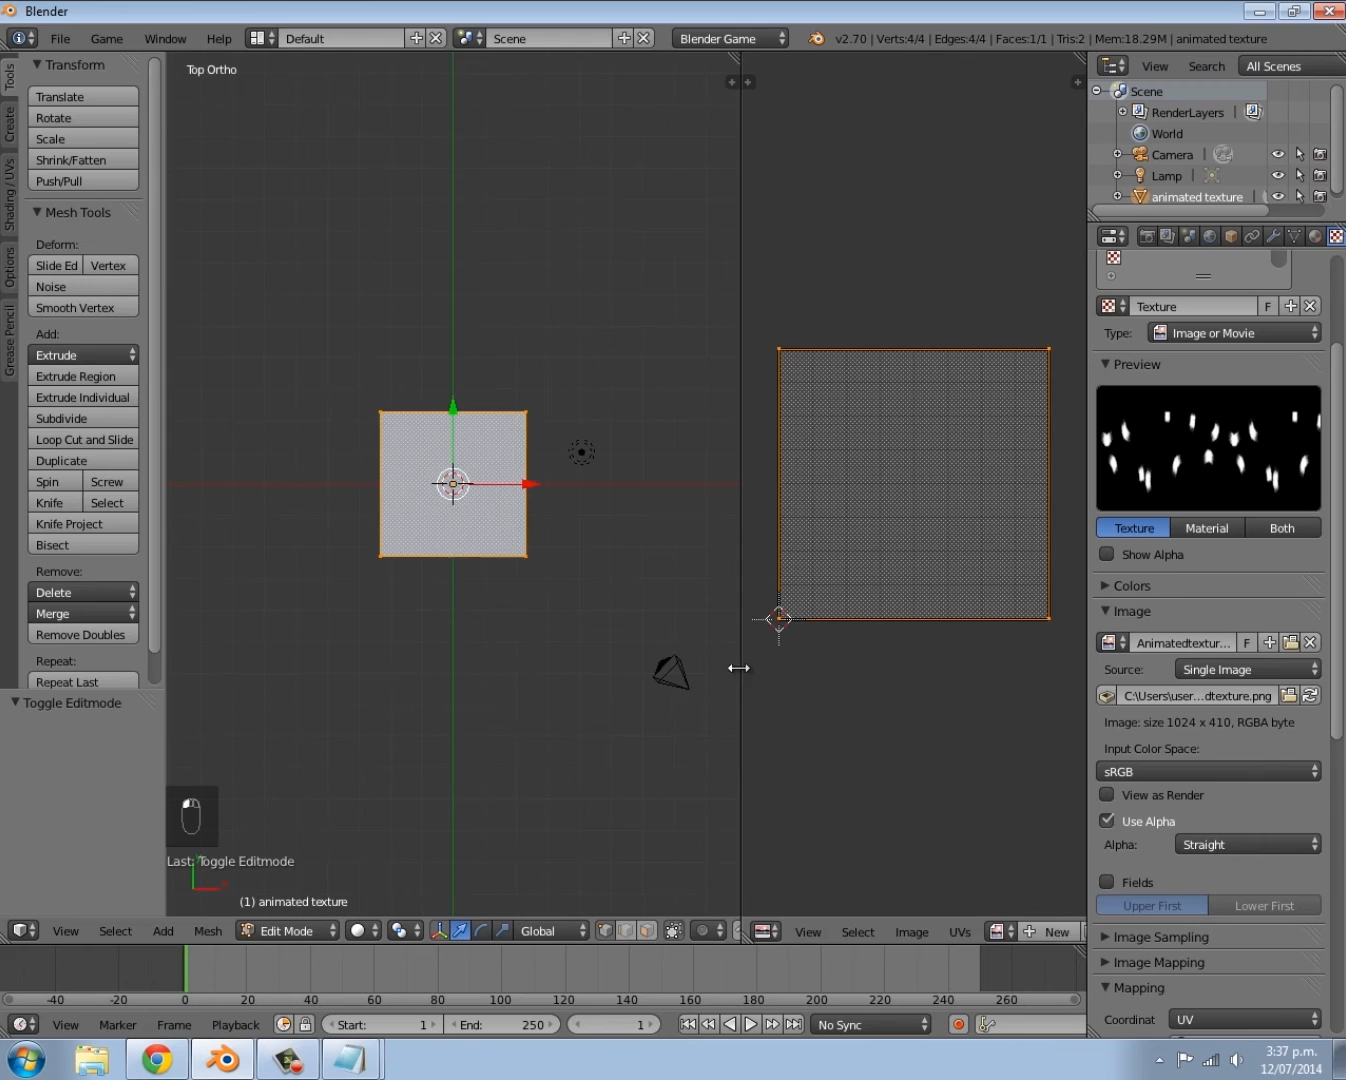 Blender
File Game Window Help Default Scene Blender Game v2.70 | Verts:4/4 | Edges:4/4 | Faces:1/1 | Tris:2 | Mem:18.29M | animated texture
Tools
Create
Shading / UVs
Options
Grease Pencil
Transform
Translate
Rotate
Scale
Shrink/Fatten
Push/Pull
Mesh Tools
Deform:
Slide Ed Vertex
Noise
Smooth Vertex
Add:
Extrude
Extrude Region
Extrude Individual
Subdivide
Loop Cut and Slide
Duplicate
Spin Screw
Knife Select
Knife Project
Bisect
Remove:
Delete
Merge
Remove Doubles
Repeat:
Repeat Last
Toggle Editmode
Top Ortho
Last: Toggle Editmode
(1) animated texture
View Select Add Mesh Edit Mode Global
View Select Image UVs New
View Search All Scenes
Scene
RenderLayers
World
Camera
Lamp
animated texture
Texture F
Type: Image or Movie
Preview
Texture Material Both
Show Alpha
Colors
Image
Animatedtextur... F
Source: Single Image
C:\Users\user...dtexture.png
Image: size 1024 x 410, RGBA byte
Input Color Space:
sRGB
View as Render
Use Alpha
Alpha: Straight
Fields
Upper First Lower First
Image Sampling
Image Mapping
Mapping
Coordinat UV
-40 -20 0 20 40 60 80 100 120 140 160 180 200 220 240 260
View Marker Frame Playback Start: 1 End: 250 1 No Sync
3:37 p.m.
12/07/2014